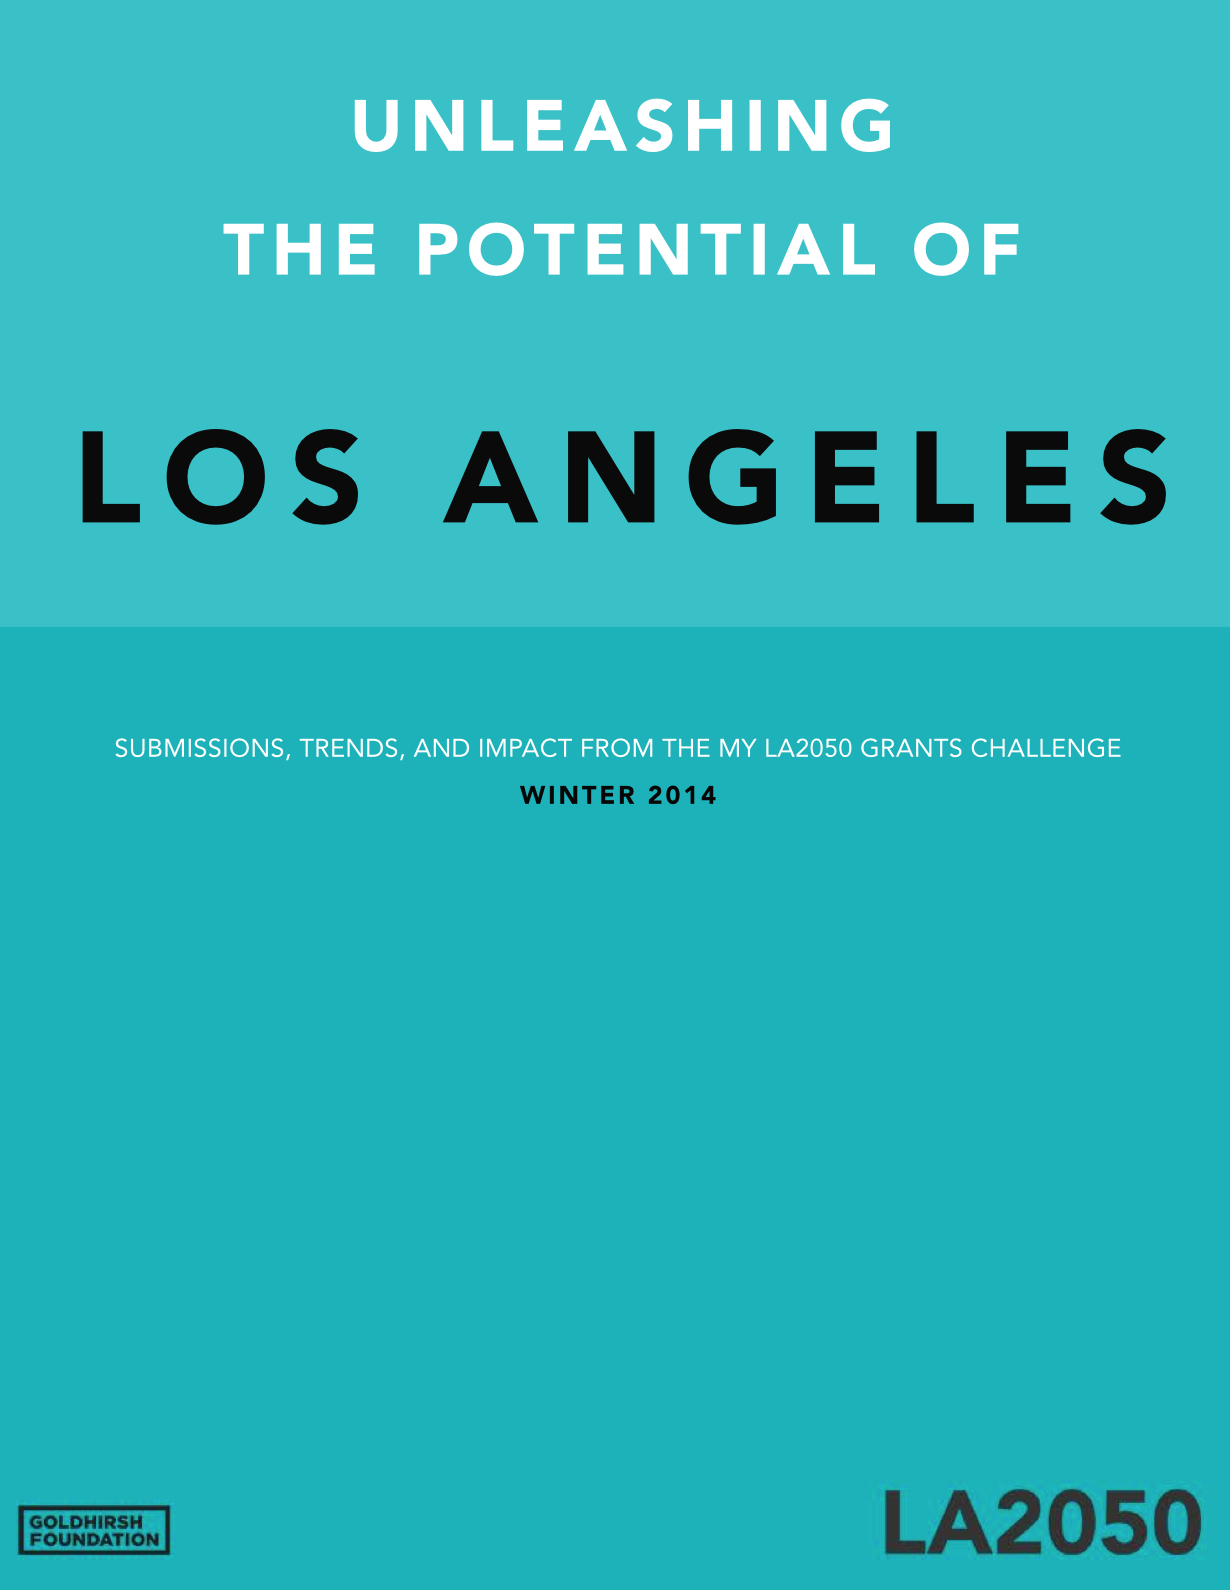 UNLEASHING
THE POTENTIAL OF
LOS ANGELES
SUBMISSIONS, TRENDS, AND IMPACT FROM THE MY LA2050 GRANTS CHALLENGE
WINTER 2014
GOLDHIRSH
FOUNDATION
LA2050